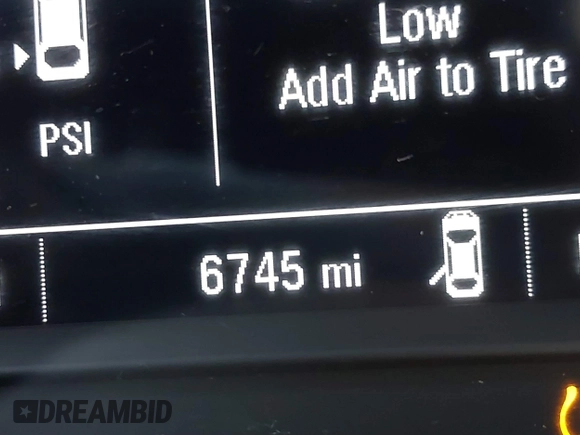 Low
Add Air to Tire
PSI
6745 mi
DREAMBID